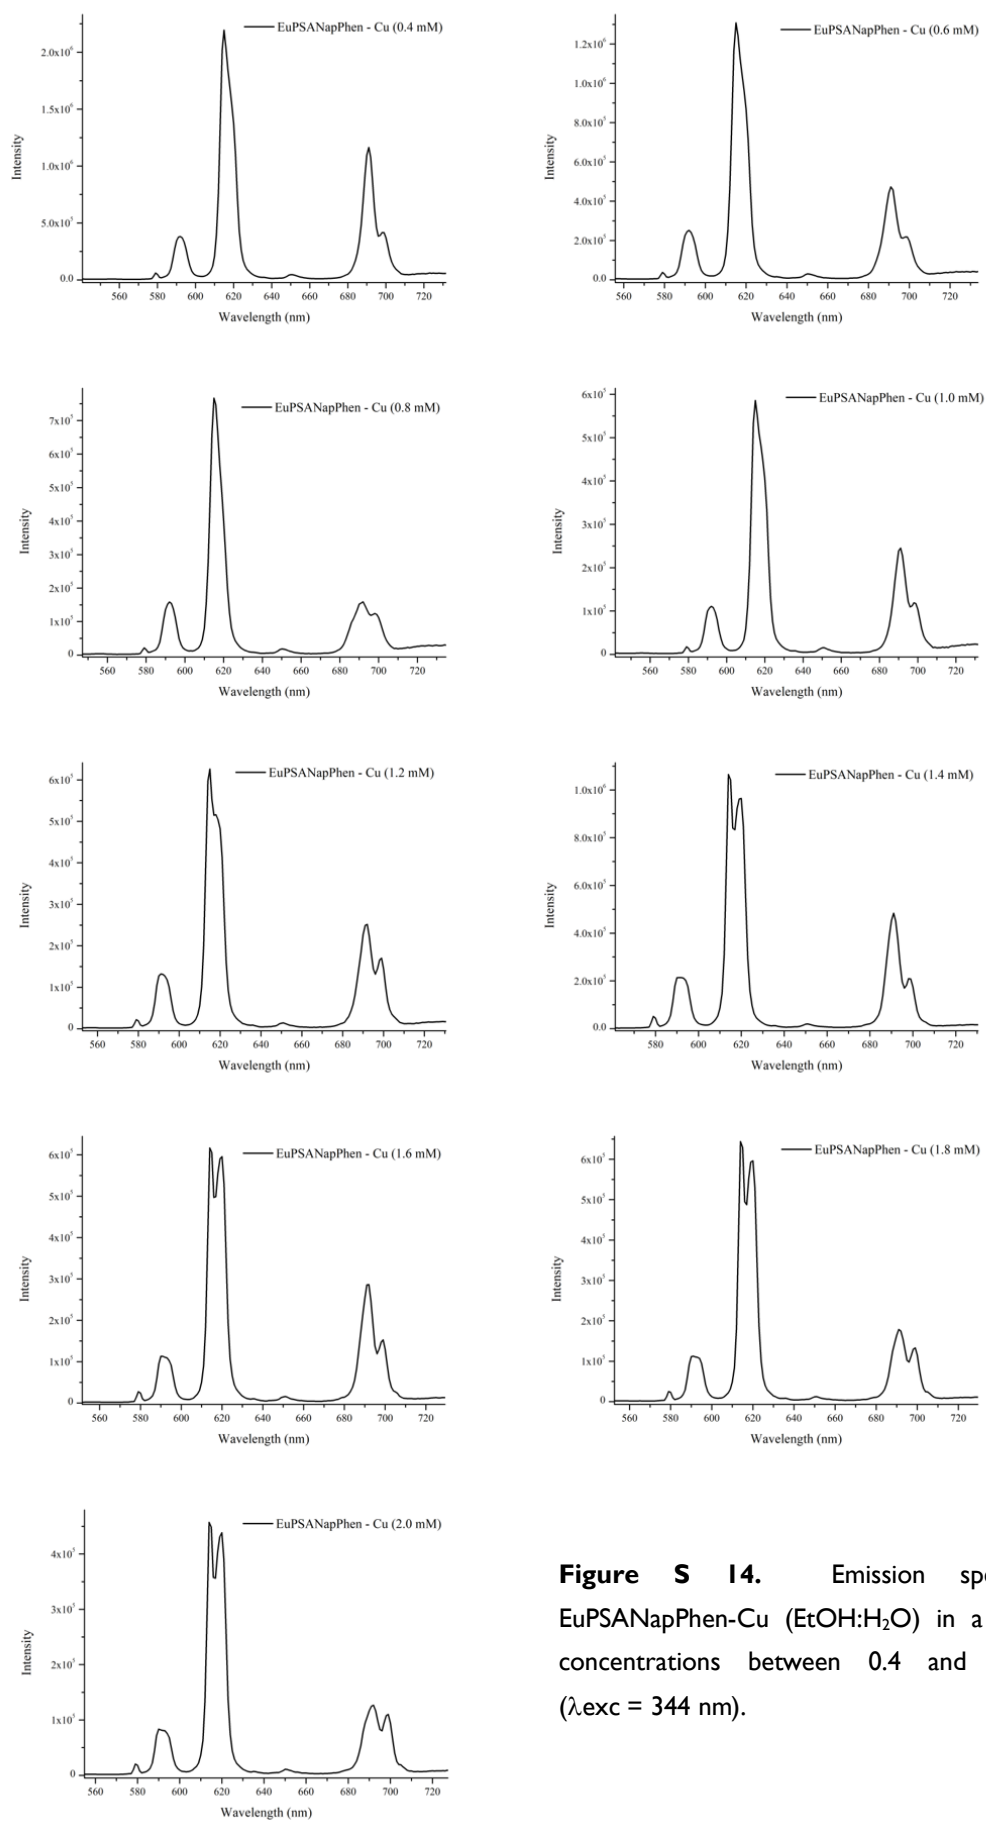 EuPSANapPhen - Cu (0.4 mM)
2.0x10⁶
1.5x10⁶
1.0x10⁶
5.0x10⁵
0.0
Intensity
560 580 600 620 640 660 680 700 720
Wavelength (nm)
EuPSANapPhen - Cu (0.6 mM)
1.2x10⁶
1.0x10⁶
8.0x10⁵
6.0x10⁵
4.0x10⁵
2.0x10⁵
0.0
Intensity
560 580 600 620 640 660 680 700 720
Wavelength (nm)
EuPSANapPhen - Cu (0.8 mM)
7x10⁵
6x10⁵
5x10⁵
4x10⁵
3x10⁵
2x10⁵
1x10⁵
0
Intensity
560 580 600 620 640 660 680 700 720
Wavelength (nm)
EuPSANapPhen - Cu (1.0 mM)
6x10⁵
5x10⁵
4x10⁵
3x10⁵
2x10⁵
1x10⁵
0
Intensity
560 580 600 620 640 660 680 700 720
Wavelength (nm)
EuPSANapPhen - Cu (1.2 mM)
6x10⁵
5x10⁵
4x10⁵
3x10⁵
2x10⁵
1x10⁵
0
Intensity
560 580 600 620 640 660 680 700 720
Wavelength (nm)
EuPSANapPhen - Cu (1.4 mM)
1.0x10⁶
8.0x10⁵
6.0x10⁵
4.0x10⁵
2.0x10⁵
0.0
Intensity
580 600 620 640 660 680 700 720
Wavelength (nm)
EuPSANapPhen - Cu (1.6 mM)
6x10⁵
5x10⁵
4x10⁵
3x10⁵
2x10⁵
1x10⁵
0
Intensity
560 580 600 620 640 660 680 700 720
Wavelength (nm)
EuPSANapPhen - Cu (1.8 mM)
6x10⁵
5x10⁵
4x10⁵
3x10⁵
2x10⁵
1x10⁵
0
Intensity
560 580 600 620 640 660 680 700 720
Wavelength (nm)
EuPSANapPhen - Cu (2.0 mM)
4x10⁵
3x10⁵
2x10⁵
1x10⁵
0
Intensity
560 580 600 620 640 660 680 700 720
Wavelength (nm)
Figure S 14. Emission
EuPSANapPhen-Cu (EtOH:H₂O) in a
concentrations between 0.4 and
(λexc = 344 nm).